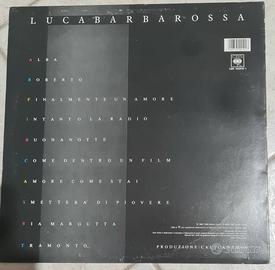 LUCABARBAROSSA
CBS
ALBA
ROBERTO
FINALMENTE UN AMORE
INTANTO LA RADIO
BUONANOTTE
COME DENTRO UN FILM
AMORE COME STAI
SMETTERÀ DI PIOVERE
VIA MARGUTTA
TRAMONTO
PRODUZIONE